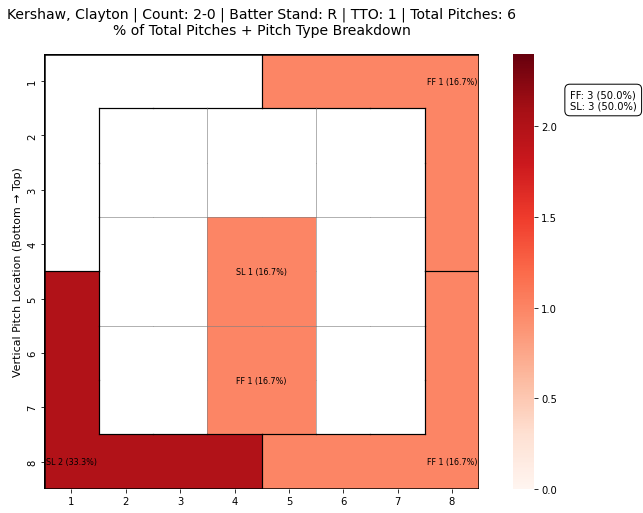 Kershaw, Clayton | Count: 2-0 | Batter Stand: R | TTO: 1 | Total Pitches: 6
% of Total Pitches + Pitch Type Breakdown
FF: 3 (50.0%)
SL: 3 (50.0%)
Vertical Pitch Location (Bottom → Top)
1
2
3
4
5
6
7
8
FF 1 (16.7%)
SL 1 (16.7%)
FF 1 (16.7%)
SL 2 (33.3%)
FF 1 (16.7%)
1
2
3
4
5
6
7
8
2.0
1.5
1.0
0.5
0.0